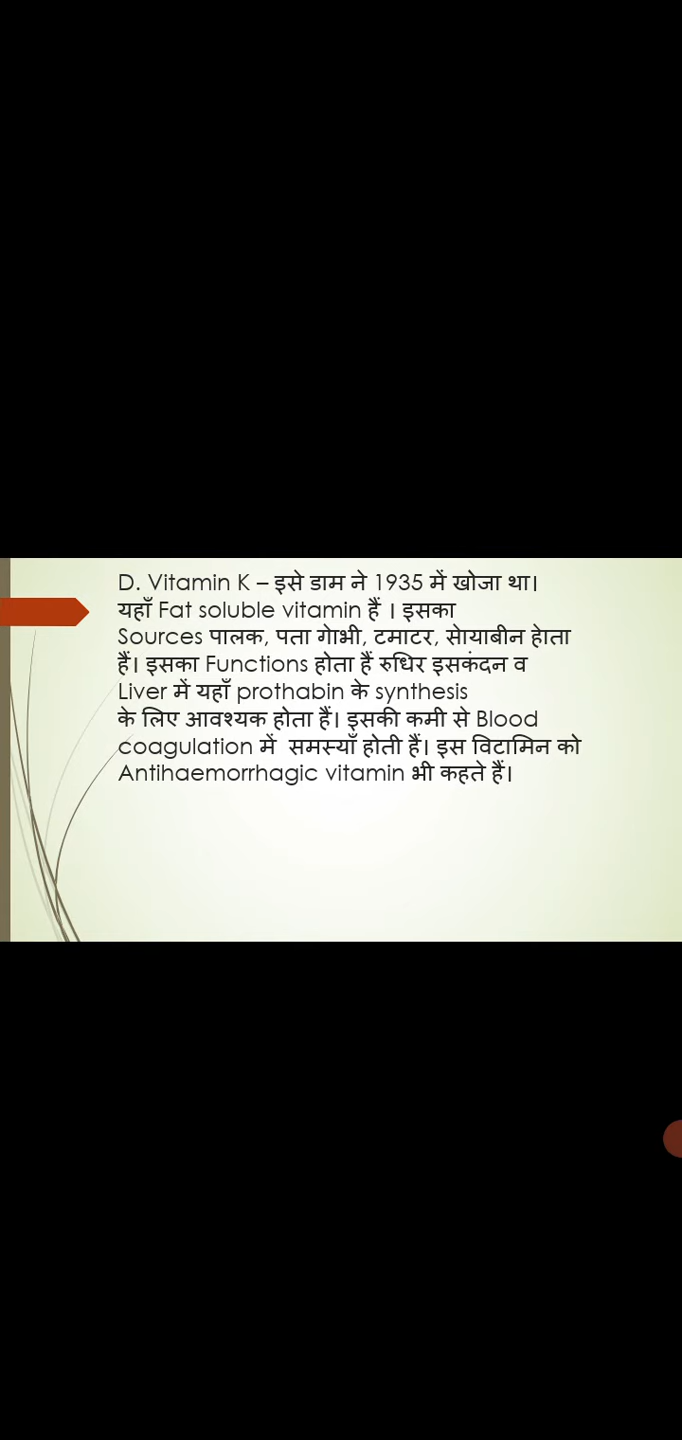 D. Vitamin K – इसे डाम ने 1935 में खोजा था।
यहाँ Fat soluble vitamin हैं । इसका
Sources पालक, पता गेाभी, टमाटर, सेायाबीन हेाता
हैं। इसका Functions होता हैं रुधिर इसकंदन व
Liver में यहाँ prothabin के synthesis
के लिए आवश्यक होता हैं। इसकी कमी से Blood
coagulation में  समस्याँ होती हैं। इस विटामिन को
Antihaemorrhagic vitamin भी कहते हैं।